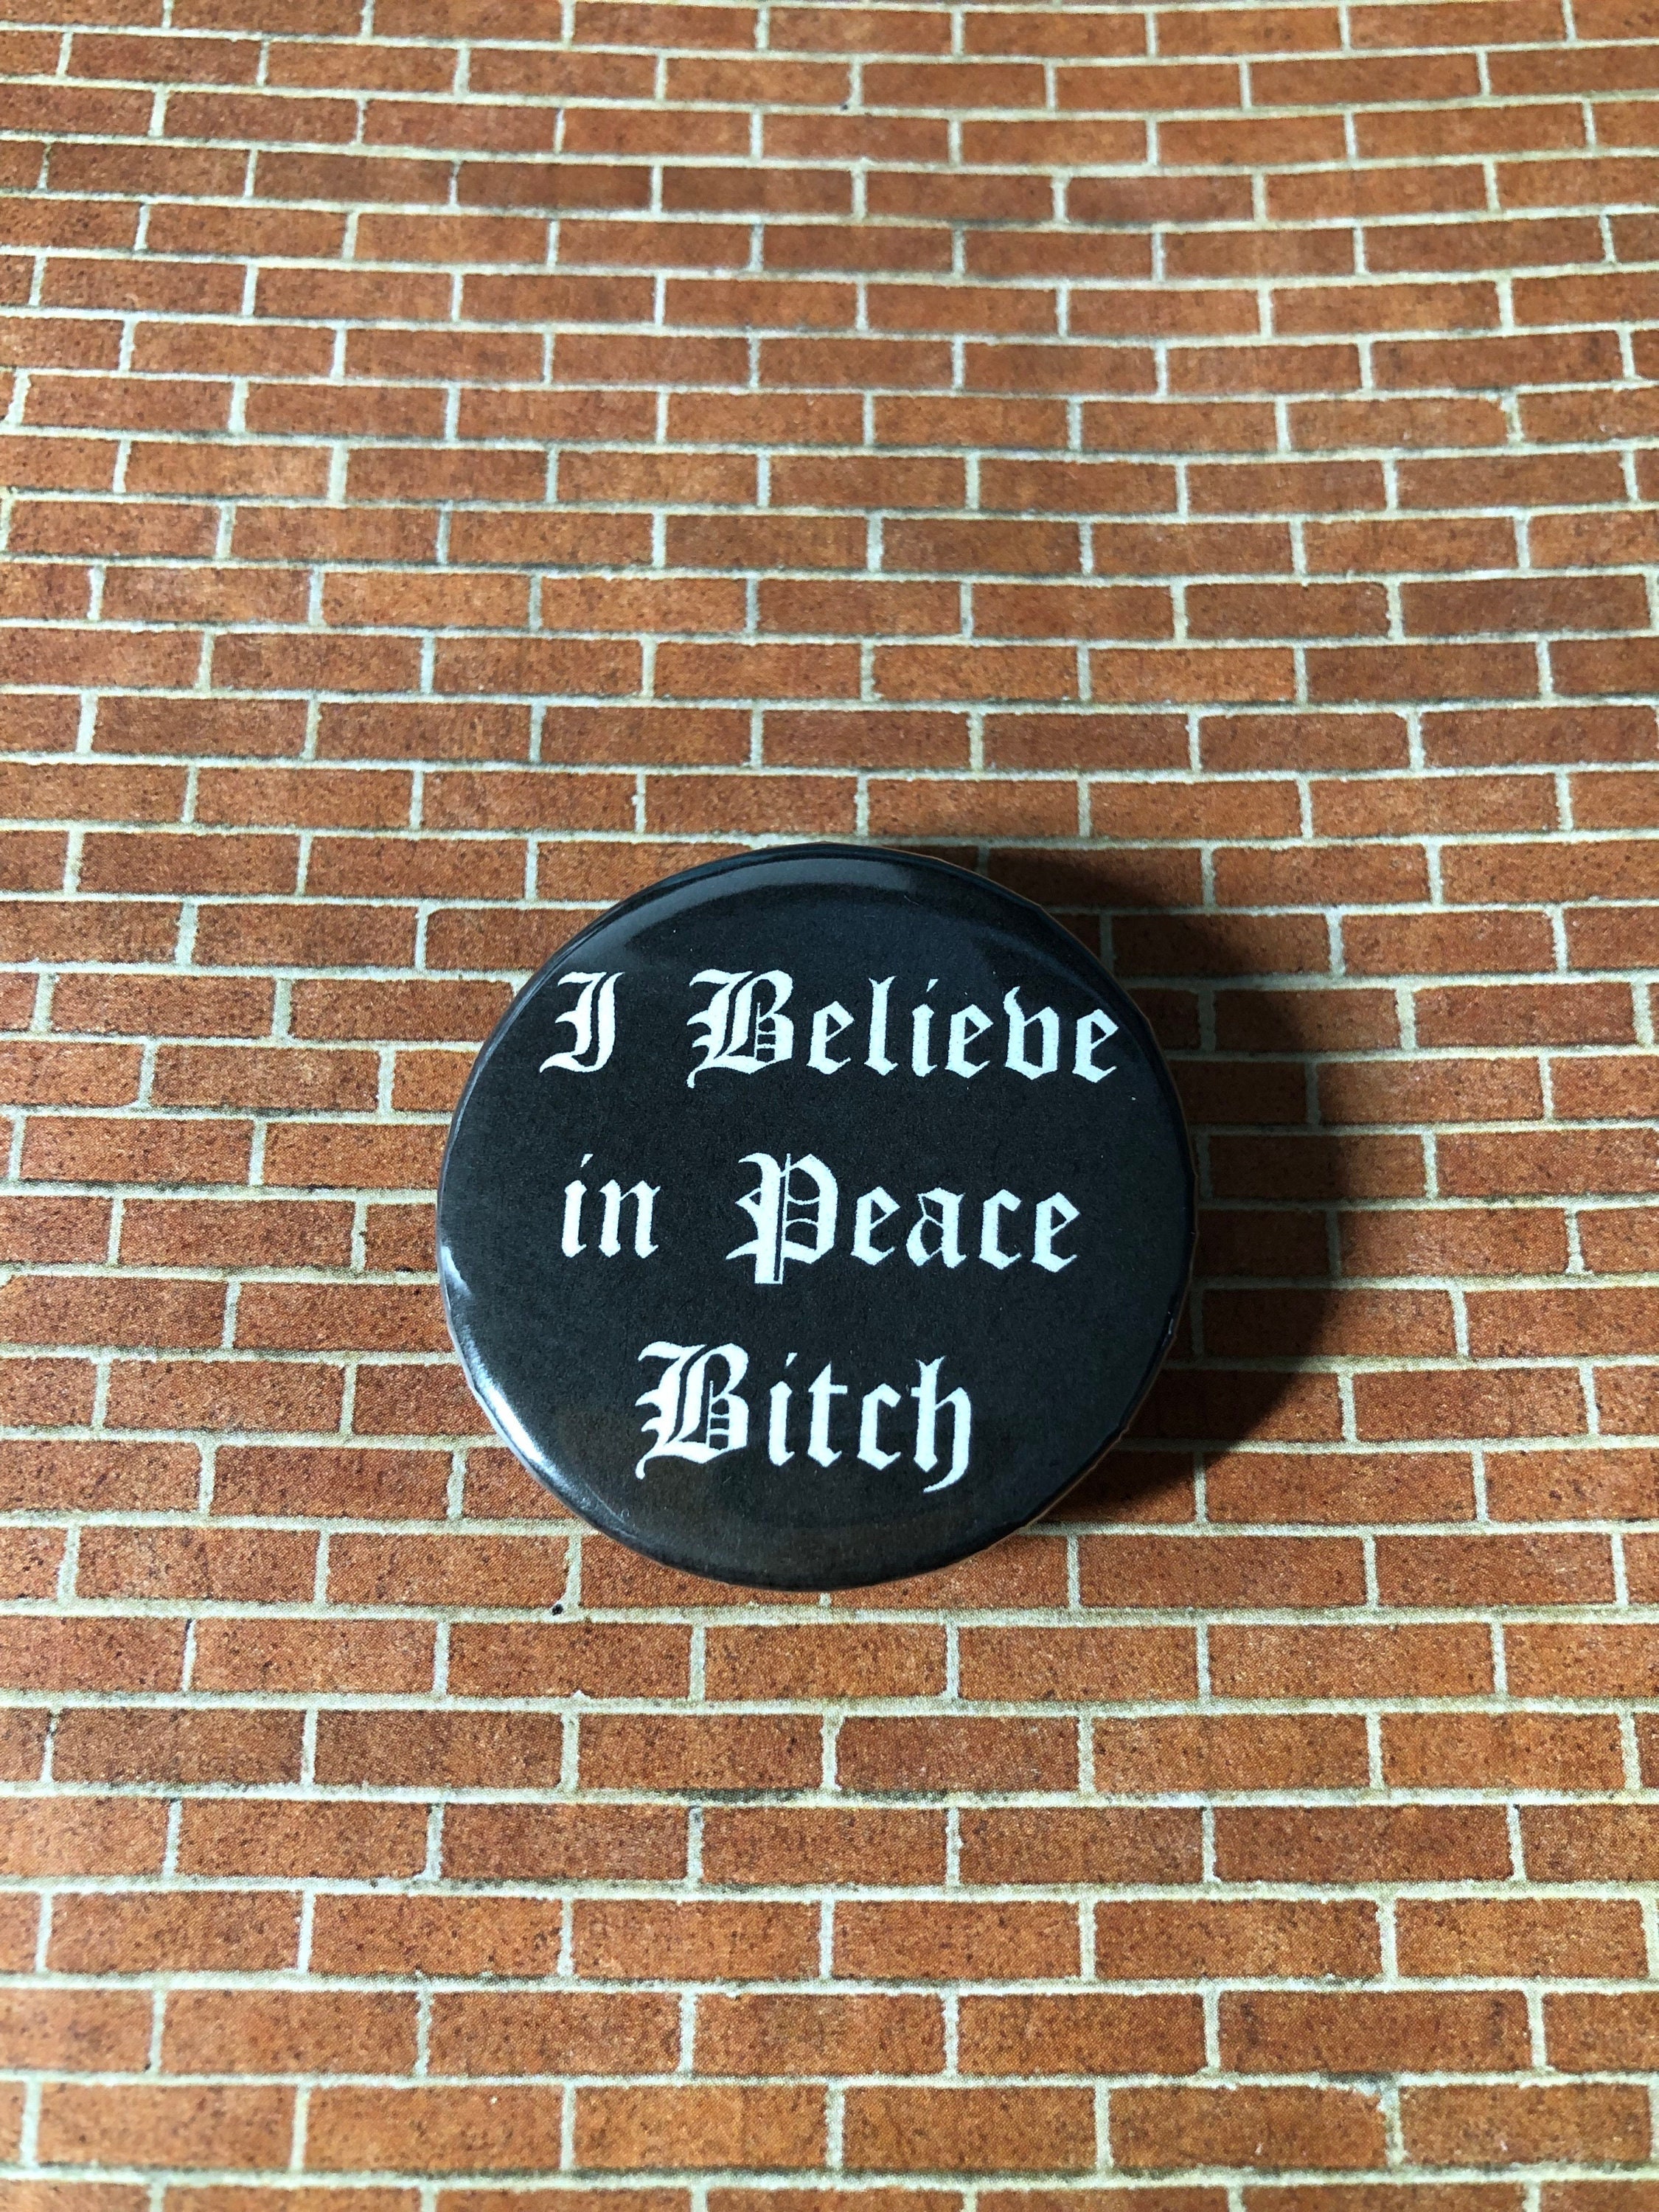 I Believe
in Peace
Bitch